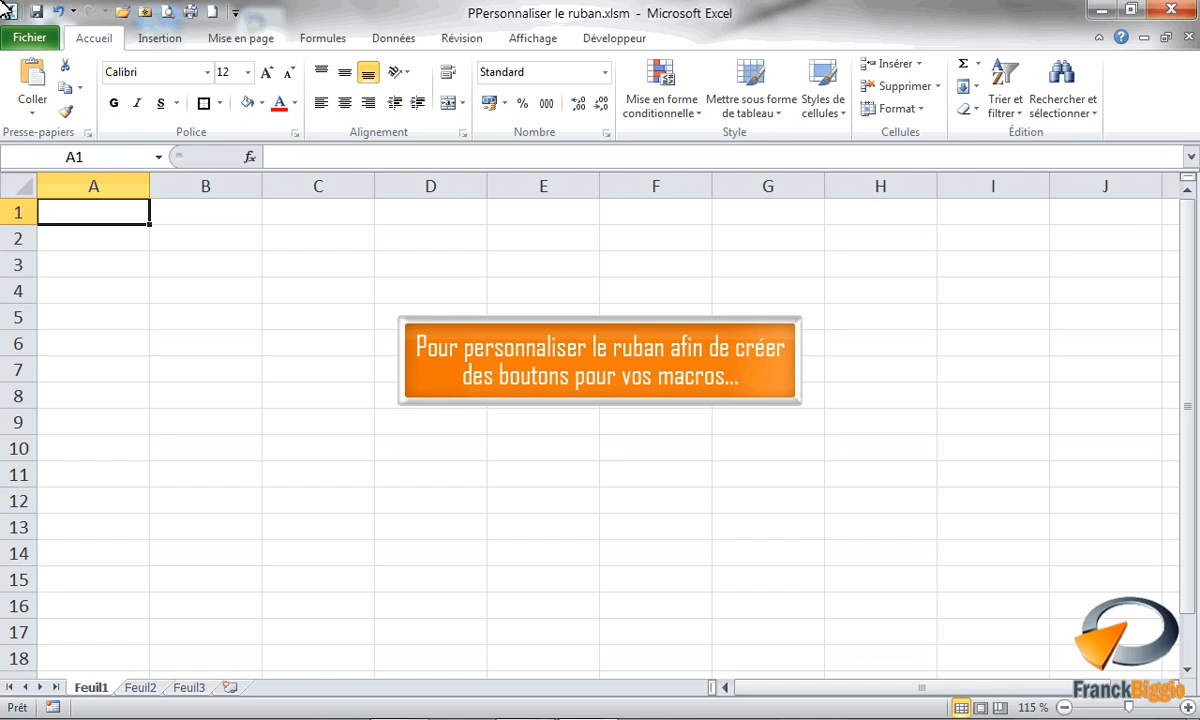 PPersonnaliser le ruban.xlsm - Microsoft Excel
Fichier Accueil Insertion Mise en page Formules Données Révision Affichage Développeur
Coller
Presse-papiers
Calibri 12
G I S A
Police
Alignement
Standard
% 000
Nombre
Mise en forme conditionnelle
Mettre sous forme de tableau
Styles de cellules
Style
Insérer
Supprimer
Format
Cellules
Σ
Trier et filtrer
Rechercher et sélectionner
Édition
A1 fx
A B C D E F G H I J
1
2
3
4
5
6
7
8
9
10
11
12
13
14
15
16
17
18
Pour personnaliser le ruban afin de créer
des boutons pour vos macros...
FranckBiggio
Feuil1 Feuil2 Feuil3
Prêt 115 %